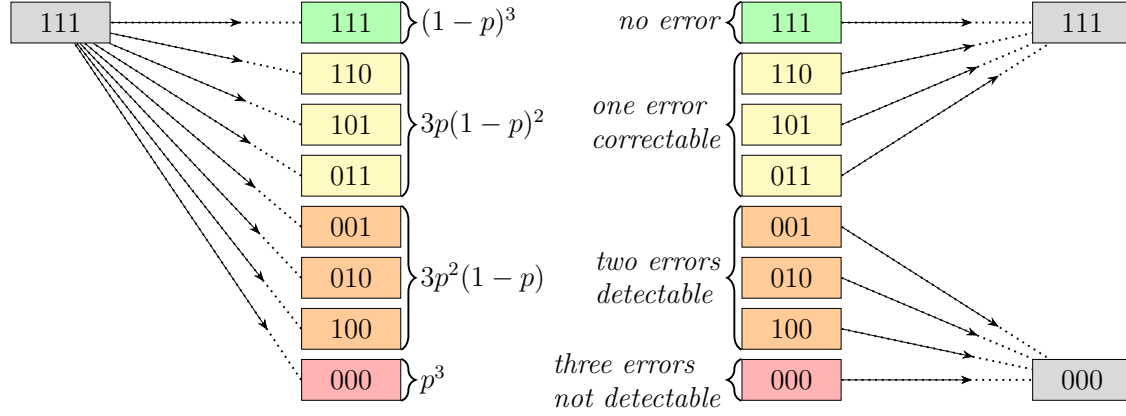 111
111
(1 − p)³
110
101
011
3p(1 − p)²
001
010
100
3p²(1 − p)
000
p³
no error
111
111
one error
correctable
110
101
011
two errors
detectable
001
010
100
three errors
not detectable
000
000